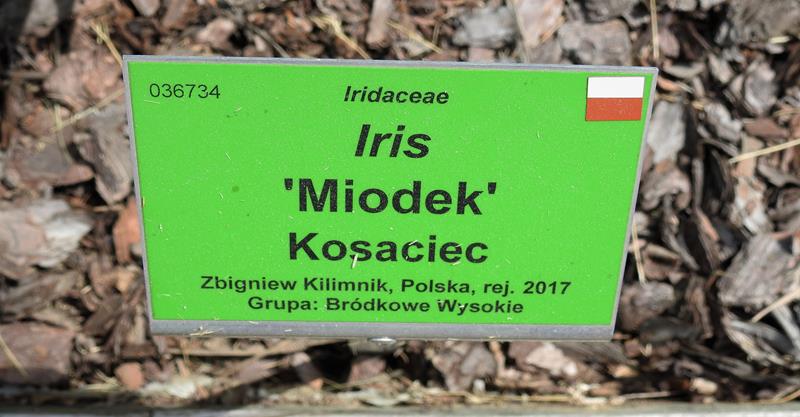 036734
Iridaceae
Iris
'Miodek'
Kosaciec
Zbigniew Kilimnik, Polska, rej. 2017
Grupa: Bródkowe Wysokie